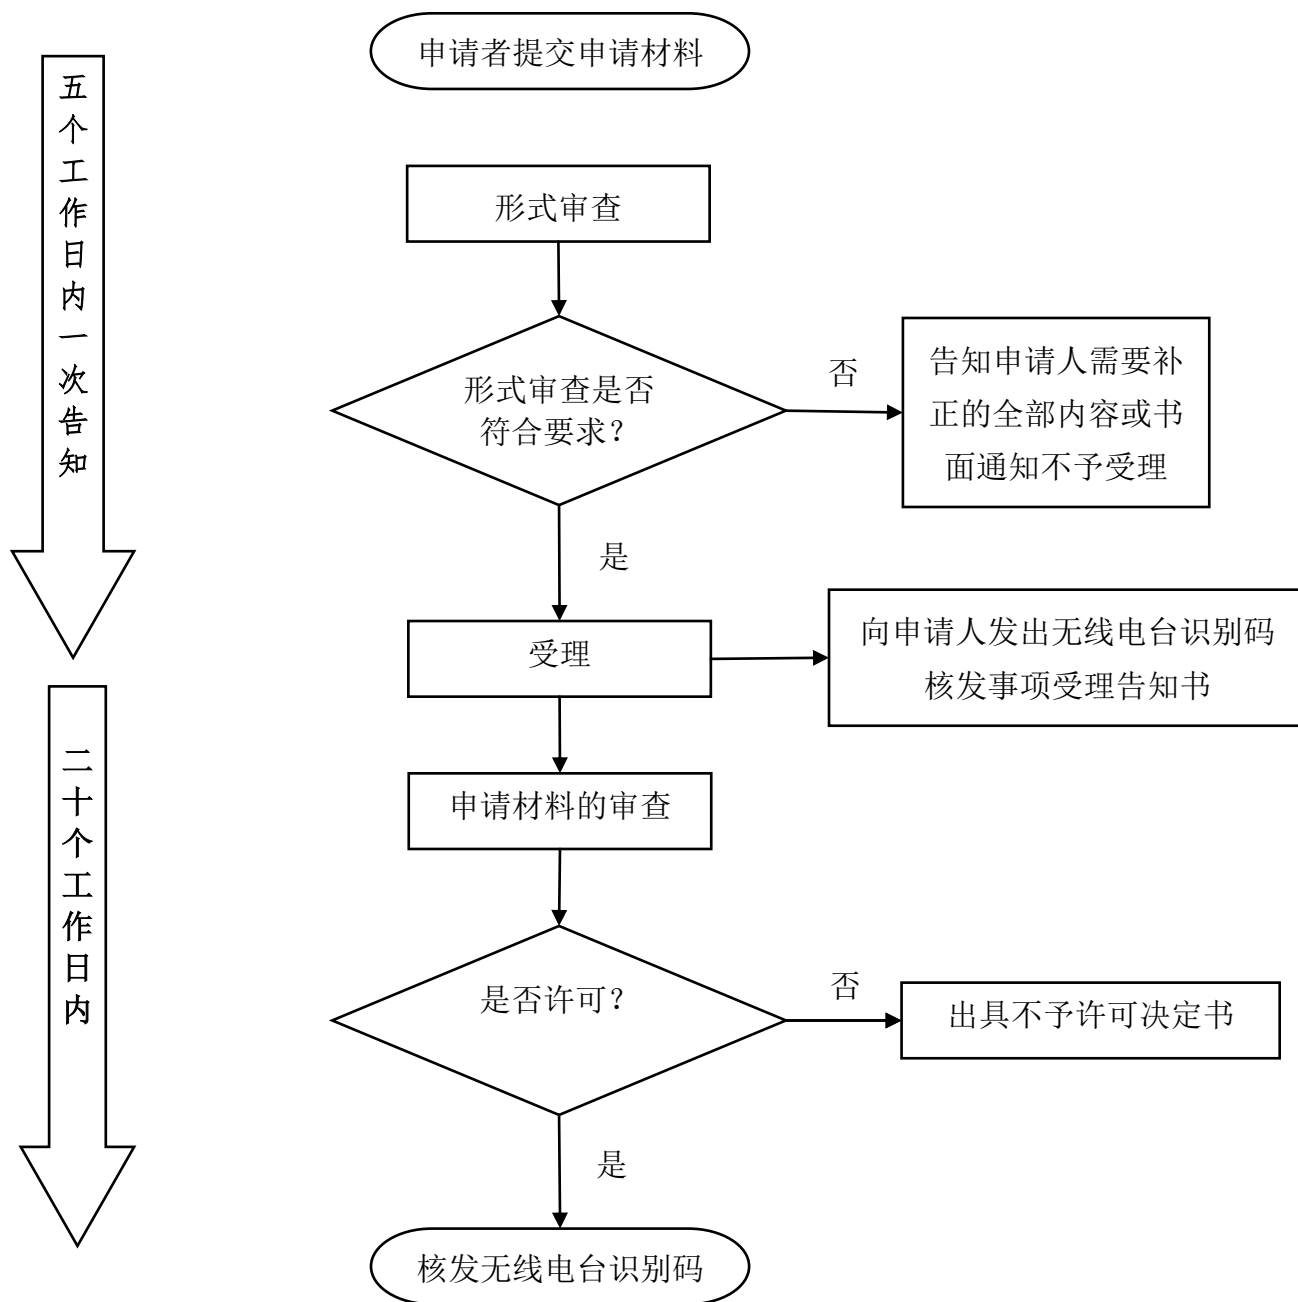 申请者提交申请材料
五个工作日内一次告知
形式审查
形式审查是否
符合要求？
否
告知申请人需要补
正的全部内容或书
面通知不予受理
是
受理
向申请人发出无线电台识别码
核发事项受理告知书
二十个工作日内
申请材料的审查
是否许可？
否
出具不予许可决定书
是
核发无线电台识别码